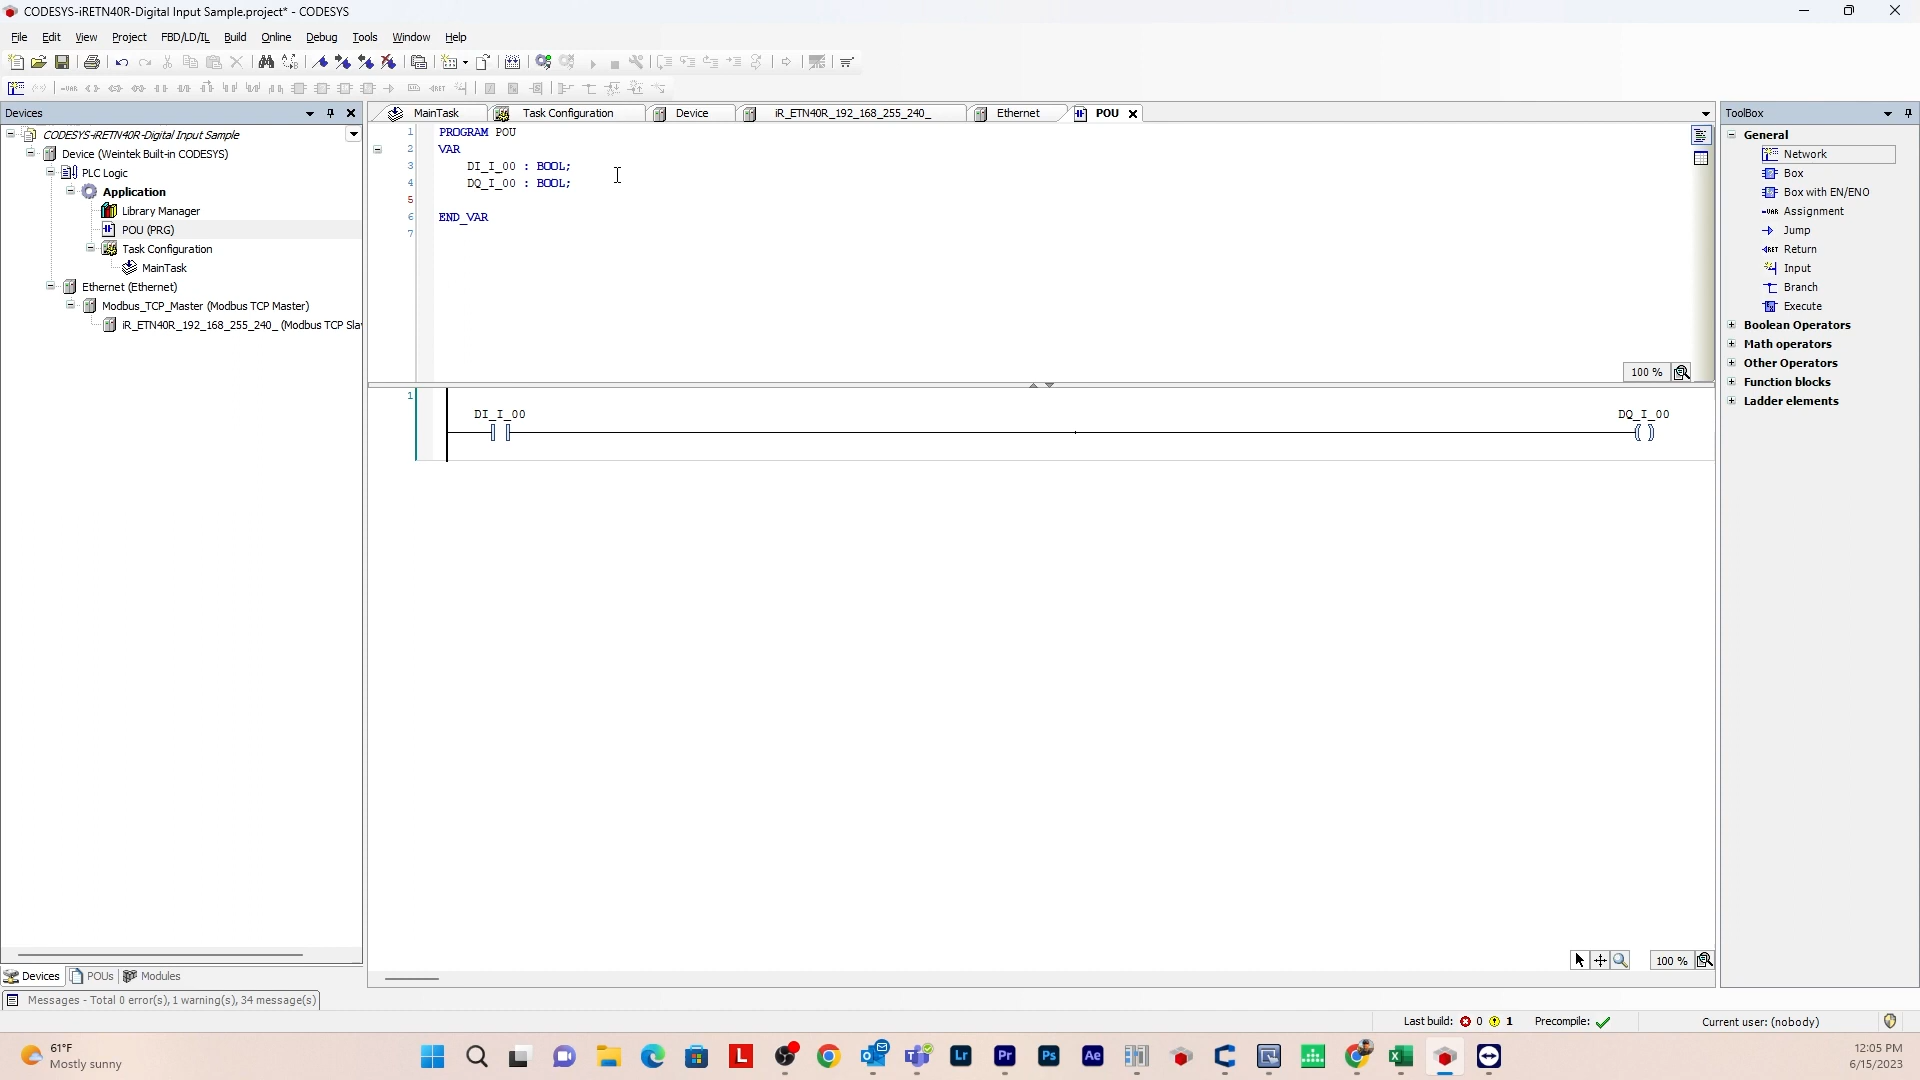 CODESYS-iRETN40R-Digital Input Sample.project* - CODESYS
File Edit View Project FBD/LD/IL Build Online Debug Tools Window Help
Devices
CODESYS-iRETN40R-Digital Input Sample
Device (Weintek Built-in CODESYS)
PLC Logic
Application
Library Manager
POU (PRG)
Task Configuration
MainTask
Ethernet (Ethernet)
Modbus_TCP_Master (Modbus TCP Master)
iR_ETN40R_192_168_255_240_ (Modbus TCP Sla
Devices POUs Modules
MainTask Task Configuration Device iR_ETN40R_192_168_255_240_ Ethernet POU
1 PROGRAM POU
2 VAR
3 DI_I_00 : BOOL;
4 DQ_I_00 : BOOL;
5
6 END_VAR
7
100 %
1
DI_I_00 DQ_I_00
100 %
ToolBox
General
Network
Box
Box with EN/ENO
Assignment
Jump
Return
Input
Branch
Execute
Boolean Operators
Math operators
Other Operators
Function blocks
Ladder elements
Messages - Total 0 error(s), 1 warning(s), 34 message(s)
Last build: 0 1 Precompile: Current user: (nobody)
61°F
Mostly sunny
L Lr Pr Ps Ae
12:05 PM
6/15/2023